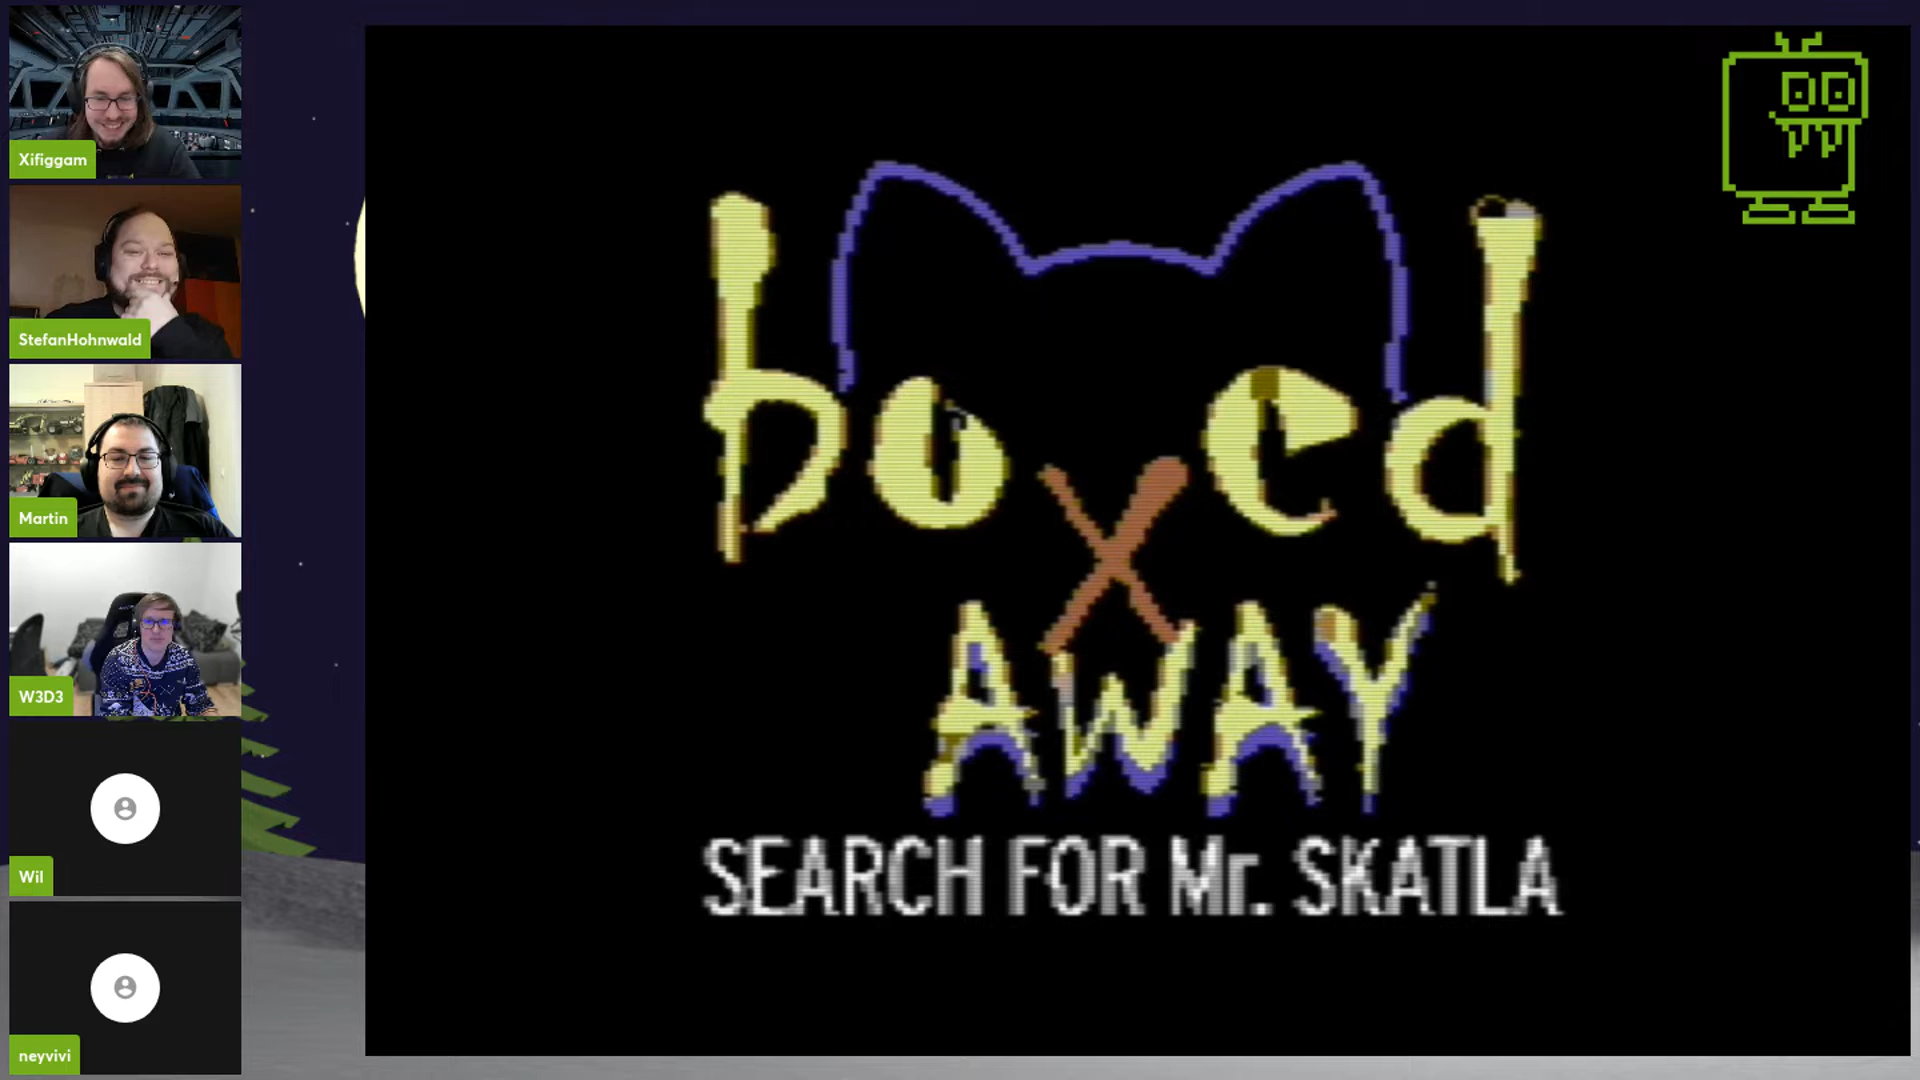 Xifiggam
StefanHohnwald
Martin
W3D3
Wil
neyvivi
boxed
AWAY
SEARCH FOR Mr. SKATLA